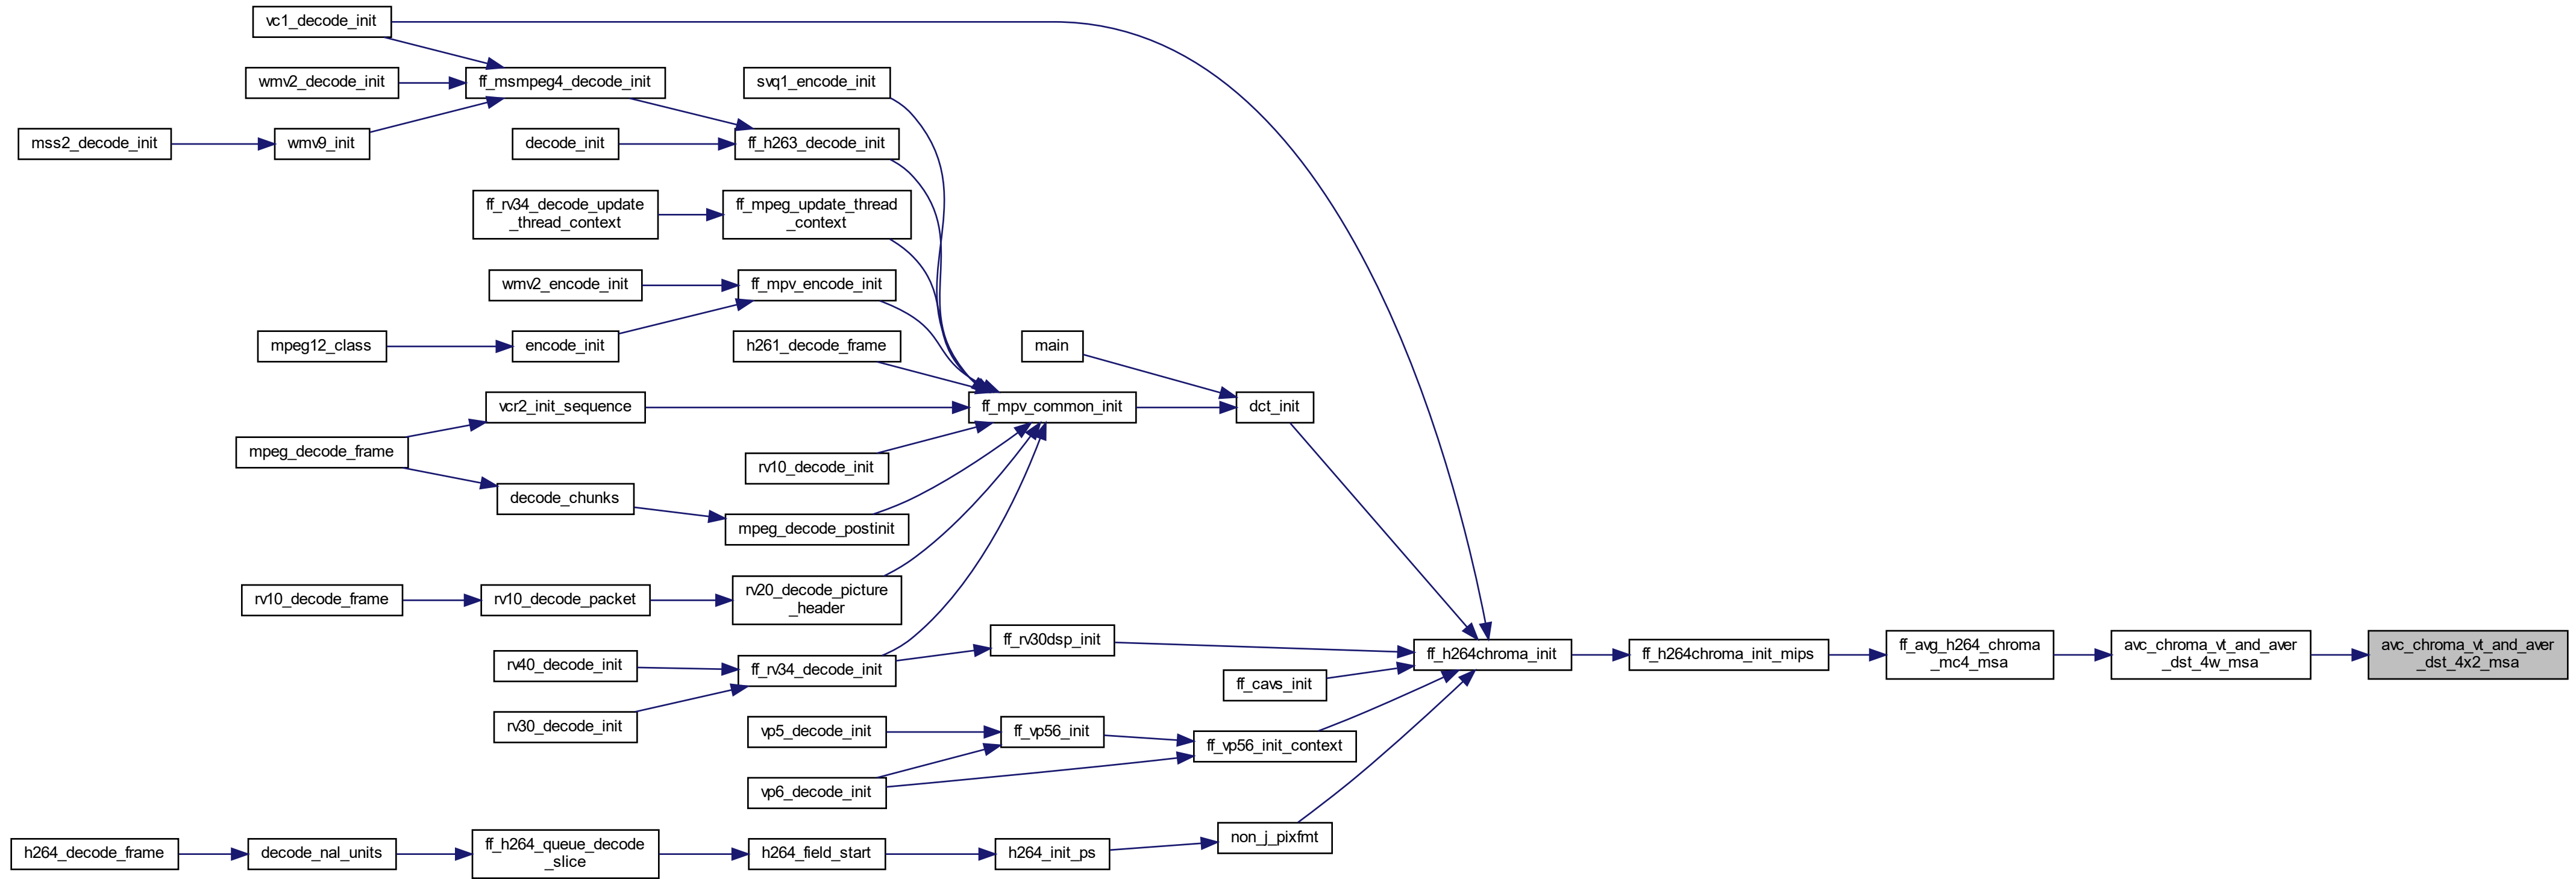 vc1_decode_init
wmv2_decode_init
ff_msmpeg4_decode_init
svq1_encode_init
mss2_decode_init
wmv9_init
decode_init
ff_h263_decode_init
ff_rv34_decode_update
_thread_context
ff_mpeg_update_thread
_context
wmv2_encode_init
ff_mpv_encode_init
mpeg12_class
encode_init
h261_decode_frame
main
vcr2_init_sequence
ff_mpv_common_init
dct_init
mpeg_decode_frame
rv10_decode_init
decode_chunks
mpeg_decode_postinit
rv10_decode_frame
rv10_decode_packet
rv20_decode_picture
_header
rv40_decode_init
ff_rv34_decode_init
ff_rv30dsp_init
ff_h264chroma_init
ff_h264chroma_init_mips
ff_avg_h264_chroma
_mc4_msa
avc_chroma_vt_and_aver
_dst_4w_msa
avc_chroma_vt_and_aver
_dst_4x2_msa
ff_cavs_init
rv30_decode_init
vp5_decode_init
ff_vp56_init
ff_vp56_init_context
vp6_decode_init
non_j_pixfmt
h264_decode_frame
decode_nal_units
ff_h264_queue_decode
_slice
h264_field_start
h264_init_ps